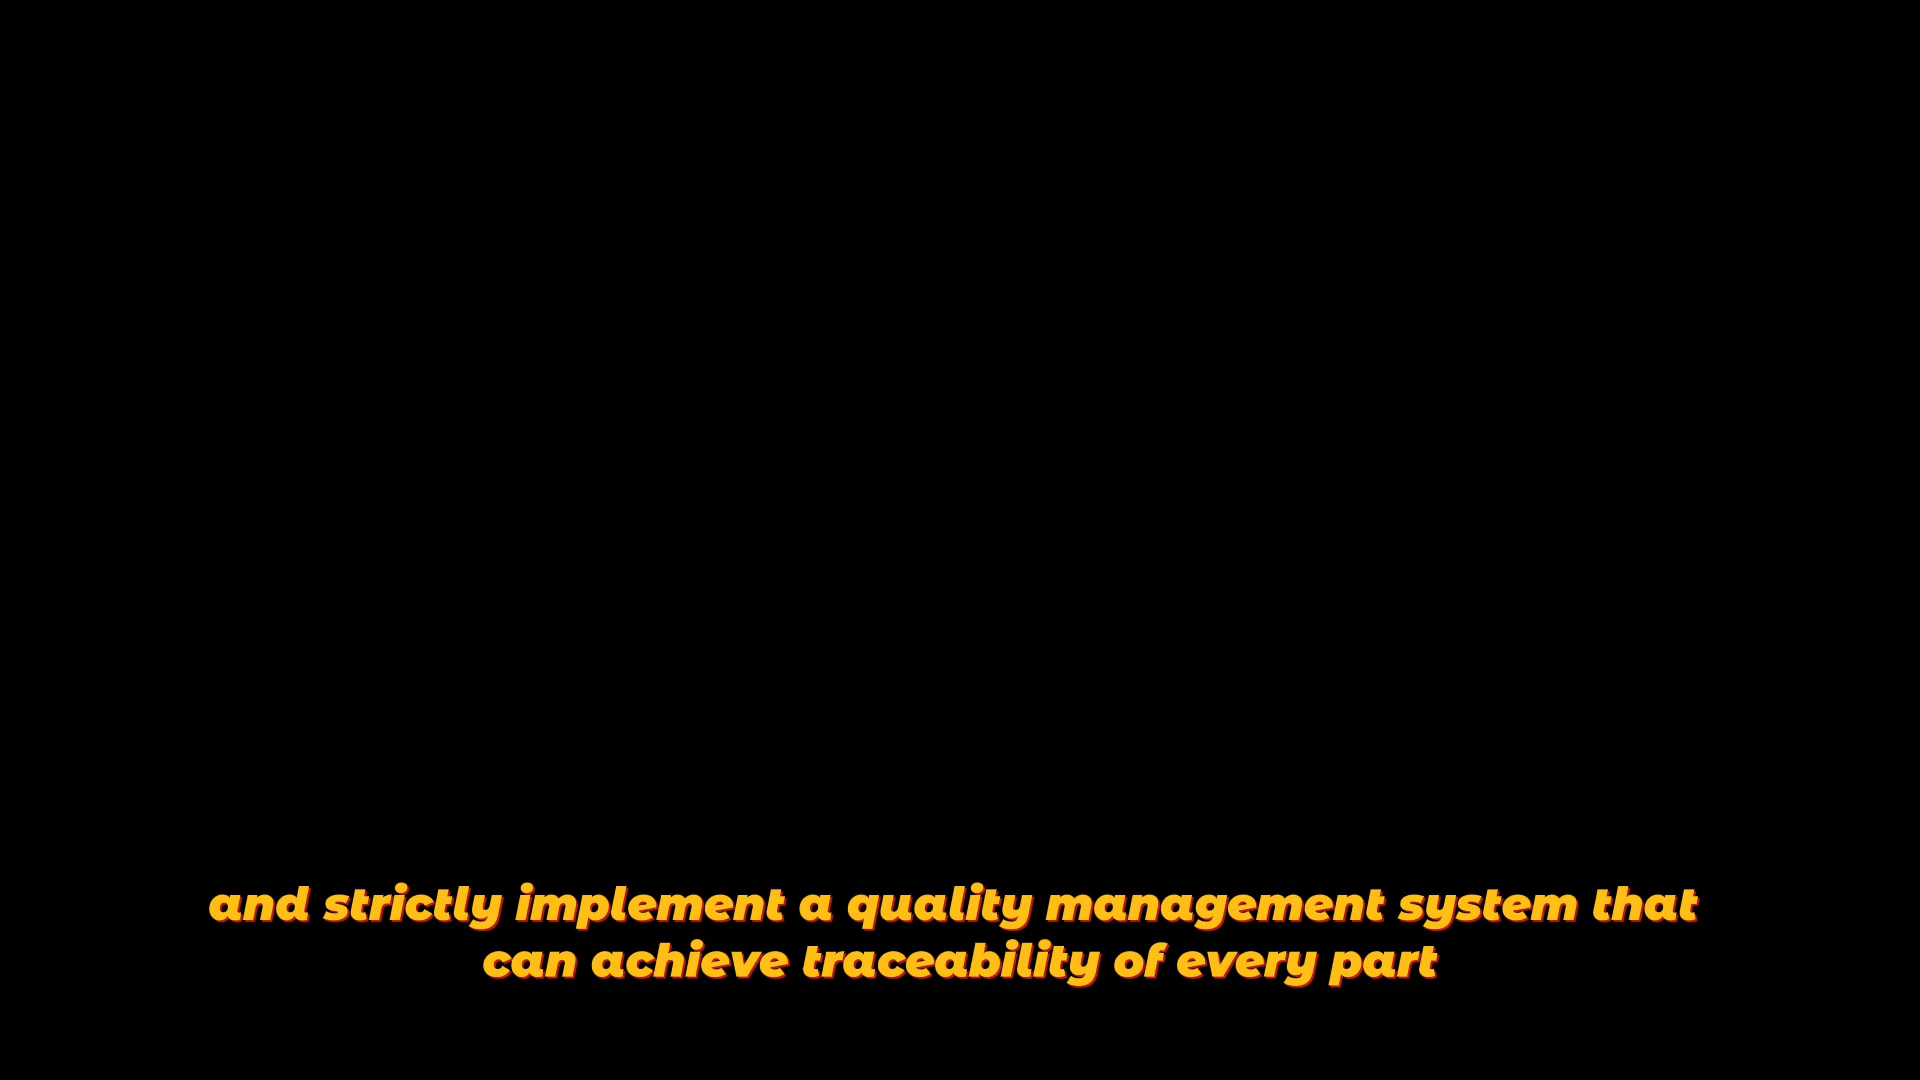 and strictly implement a quality management system that
can achieve traceability of every part